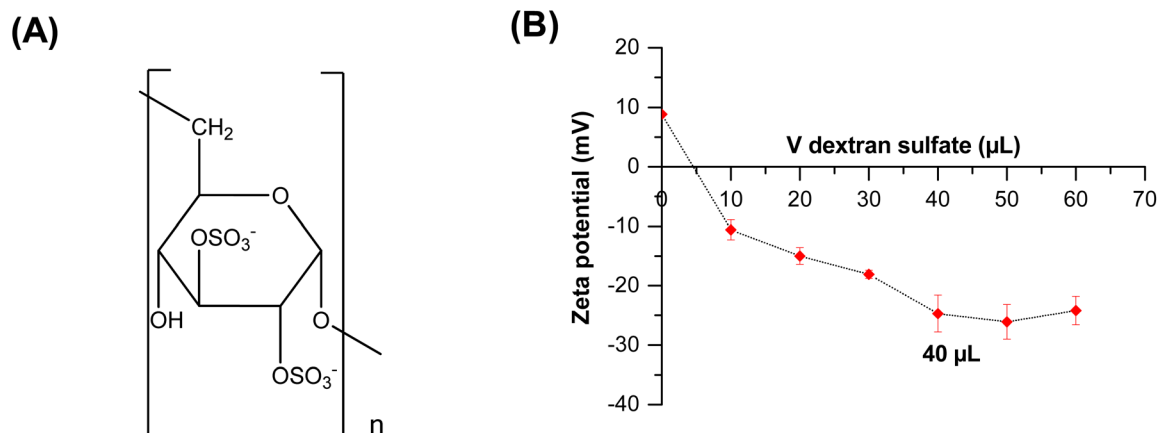 (A)
CH₂
O
OSO₃⁻
OH
O
OSO₃⁻
n
(B)
Zeta potential (mV)
V dextran sulfate (µL)
20
10
0
-10
-20
-30
-40
0 10 20 30 40 50 60 70
40 µL